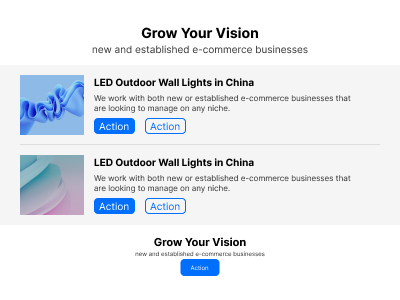 Grow Your Vision
new and established e-commerce businesses
LED Outdoor Wall Lights in China
We work with both new or established e-commerce businesses that
are looking to manage on any niche.
Action Action
LED Outdoor Wall Lights in China
We work with both new or established e-commerce businesses that
are looking to manage on any niche.
Action Action
Grow Your Vision
new and established e-commerce businesses
Action